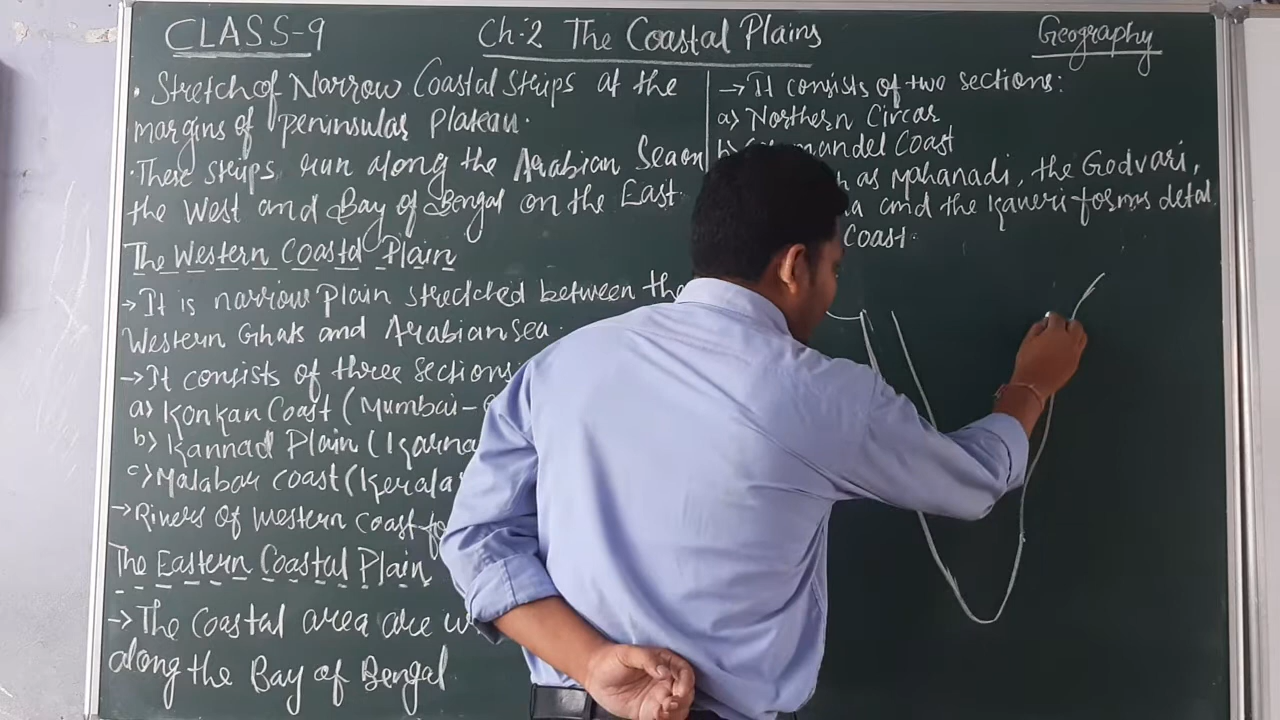 CLASS-9
Ch:2 The Coastal Plains
Geography
• Stretch of Narrow Coastal Strips at the
margins of peninsular Plateau.
• These strips run along the Arabian Sea on
the West and Bay of Bengal on the East.
The Western Coastal Plain
→ It is narrow Plain stretched between the
Western Ghats and Arabian Sea.
→ It consists of three Sections
a) Konkan Coast (Mumbai-
b) Kannad Plain (Karna
c) Malabar Coast (Kerala
→ Rivers of Western Coast
The Eastern Coastal Plain
→ The Coastal area are
along the Bay of Bengal
→ It consists of two sections:
a) Northern Circar
mandel Coast
as Mahanadi, the Godvari,
and the Kaveri forms detal
Coast.